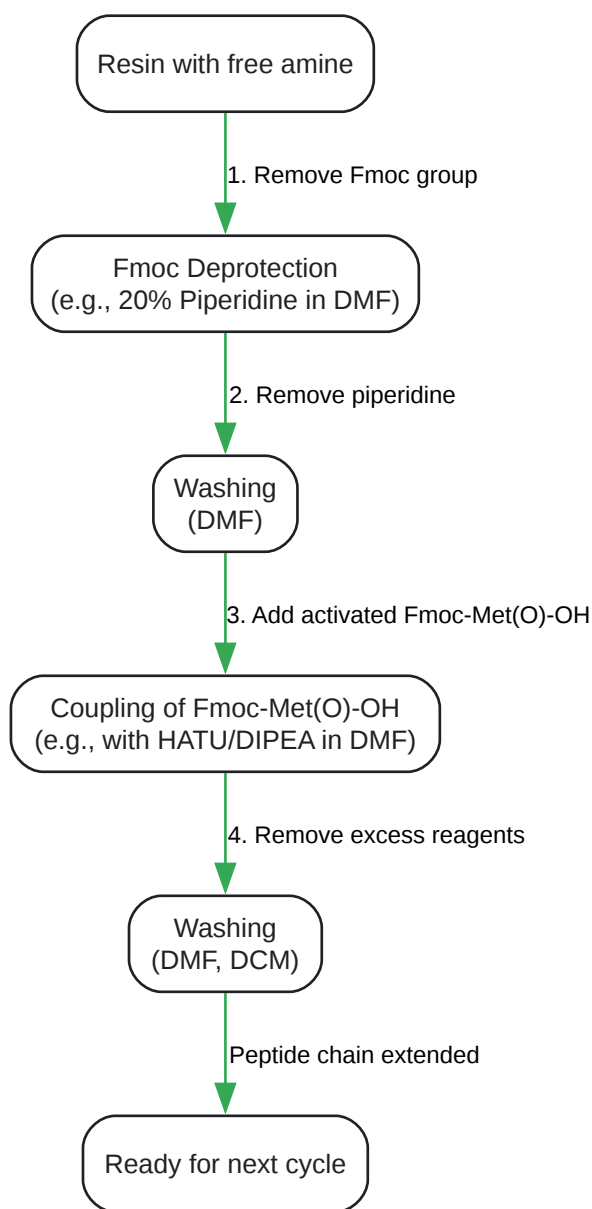 Resin with free amine
1. Remove Fmoc group
Fmoc Deprotection
(e.g., 20% Piperidine in DMF)
2. Remove piperidine
Washing
(DMF)
3. Add activated Fmoc-Met(O)-OH
Coupling of Fmoc-Met(O)-OH
(e.g., with HATU/DIPEA in DMF)
4. Remove excess reagents
Washing
(DMF, DCM)
Peptide chain extended
Ready for next cycle